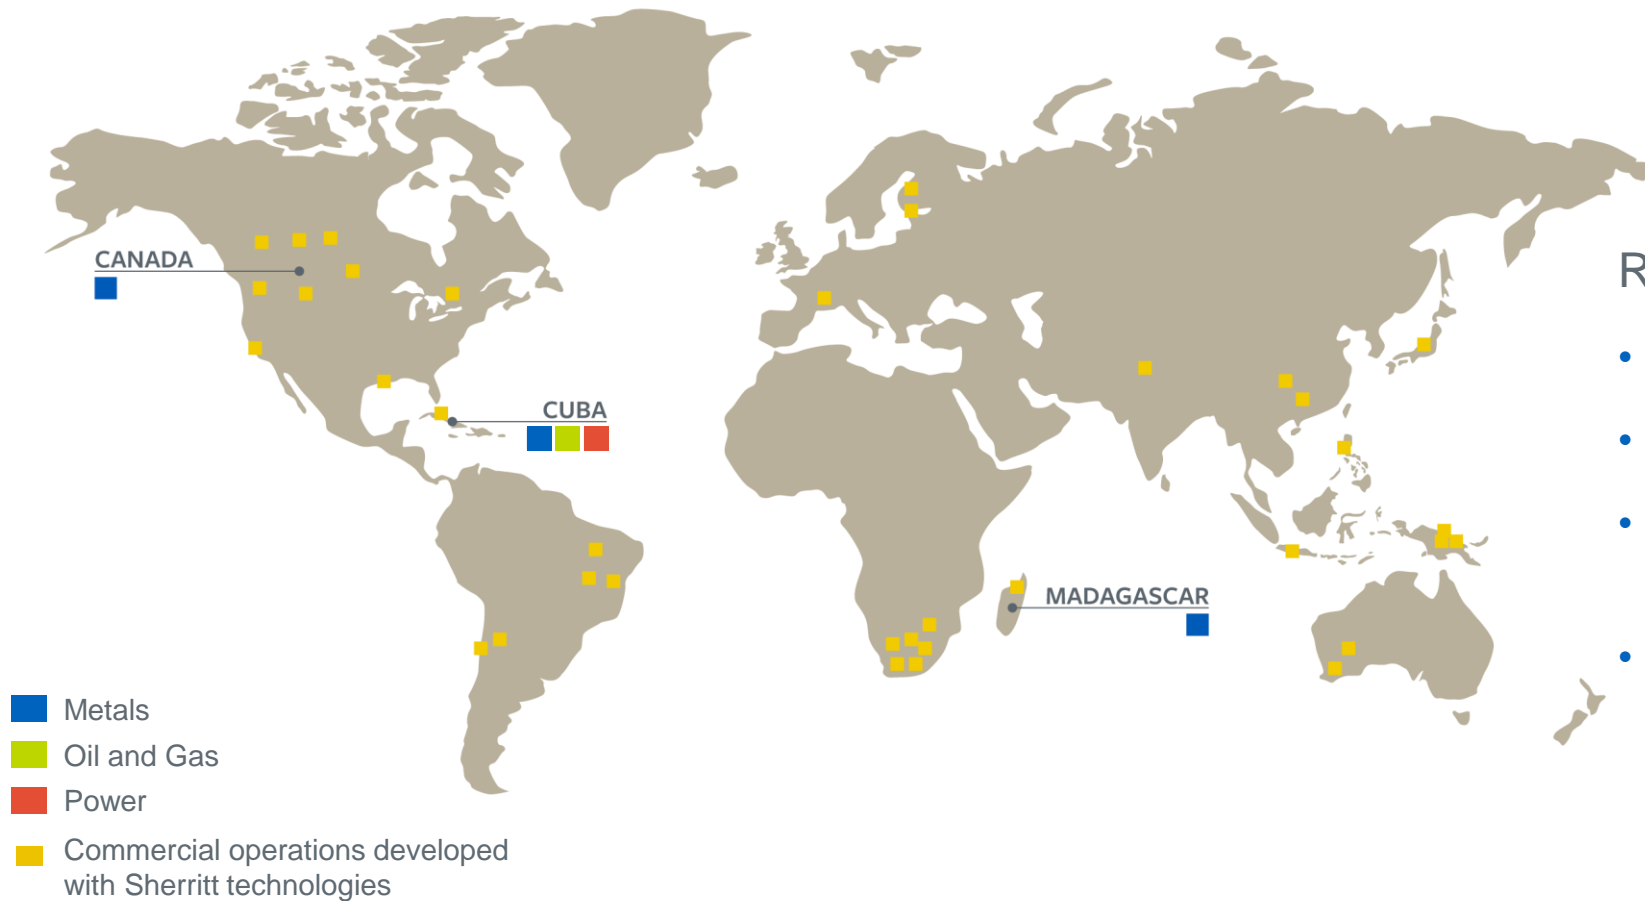 CANADA
CUBA
MADAGASCAR
R
Metals
Oil and Gas
Power
Commercial operations developed
with Sherritt technologies